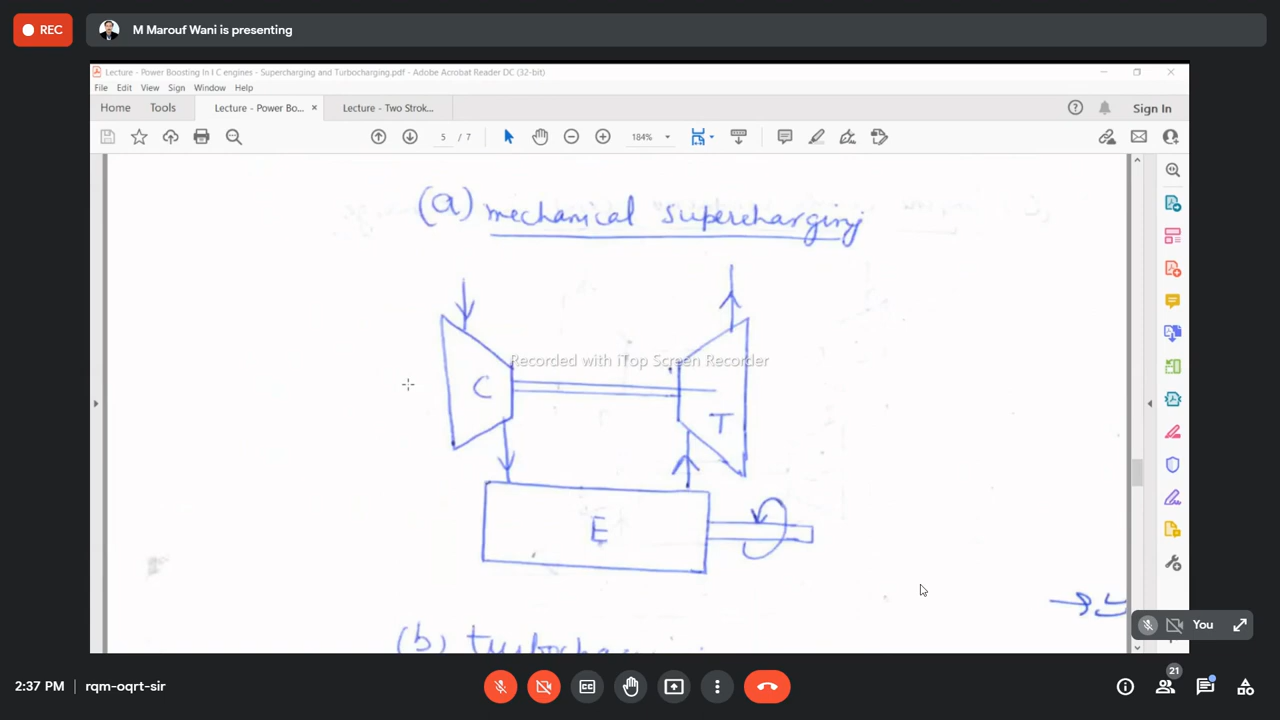 REC
M Marouf Wani is presenting
Lecture - Power Boosting In I C engines - Supercharging and Turbocharging.pdf - Adobe Acrobat Reader DC (32-bit)
File Edit View Sign Window Help
Home Tools Lecture - Power Bo... × Lecture - Two Strok... Sign In
5 / 7 184%
(a) mechanical supercharging
Recorded with iTop Screen Recorder
C
T
E
(b)
You
2:37 PM rqm-oqrt-sir
21